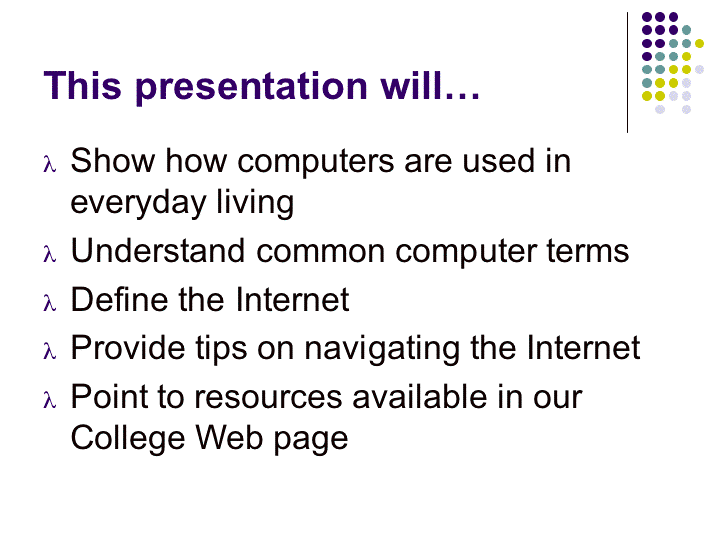 This presentation will…
λ Show how computers are used in
everyday living
λ Understand common computer terms
λ Define the Internet
λ Provide tips on navigating the Internet
λ Point to resources available in our
College Web page